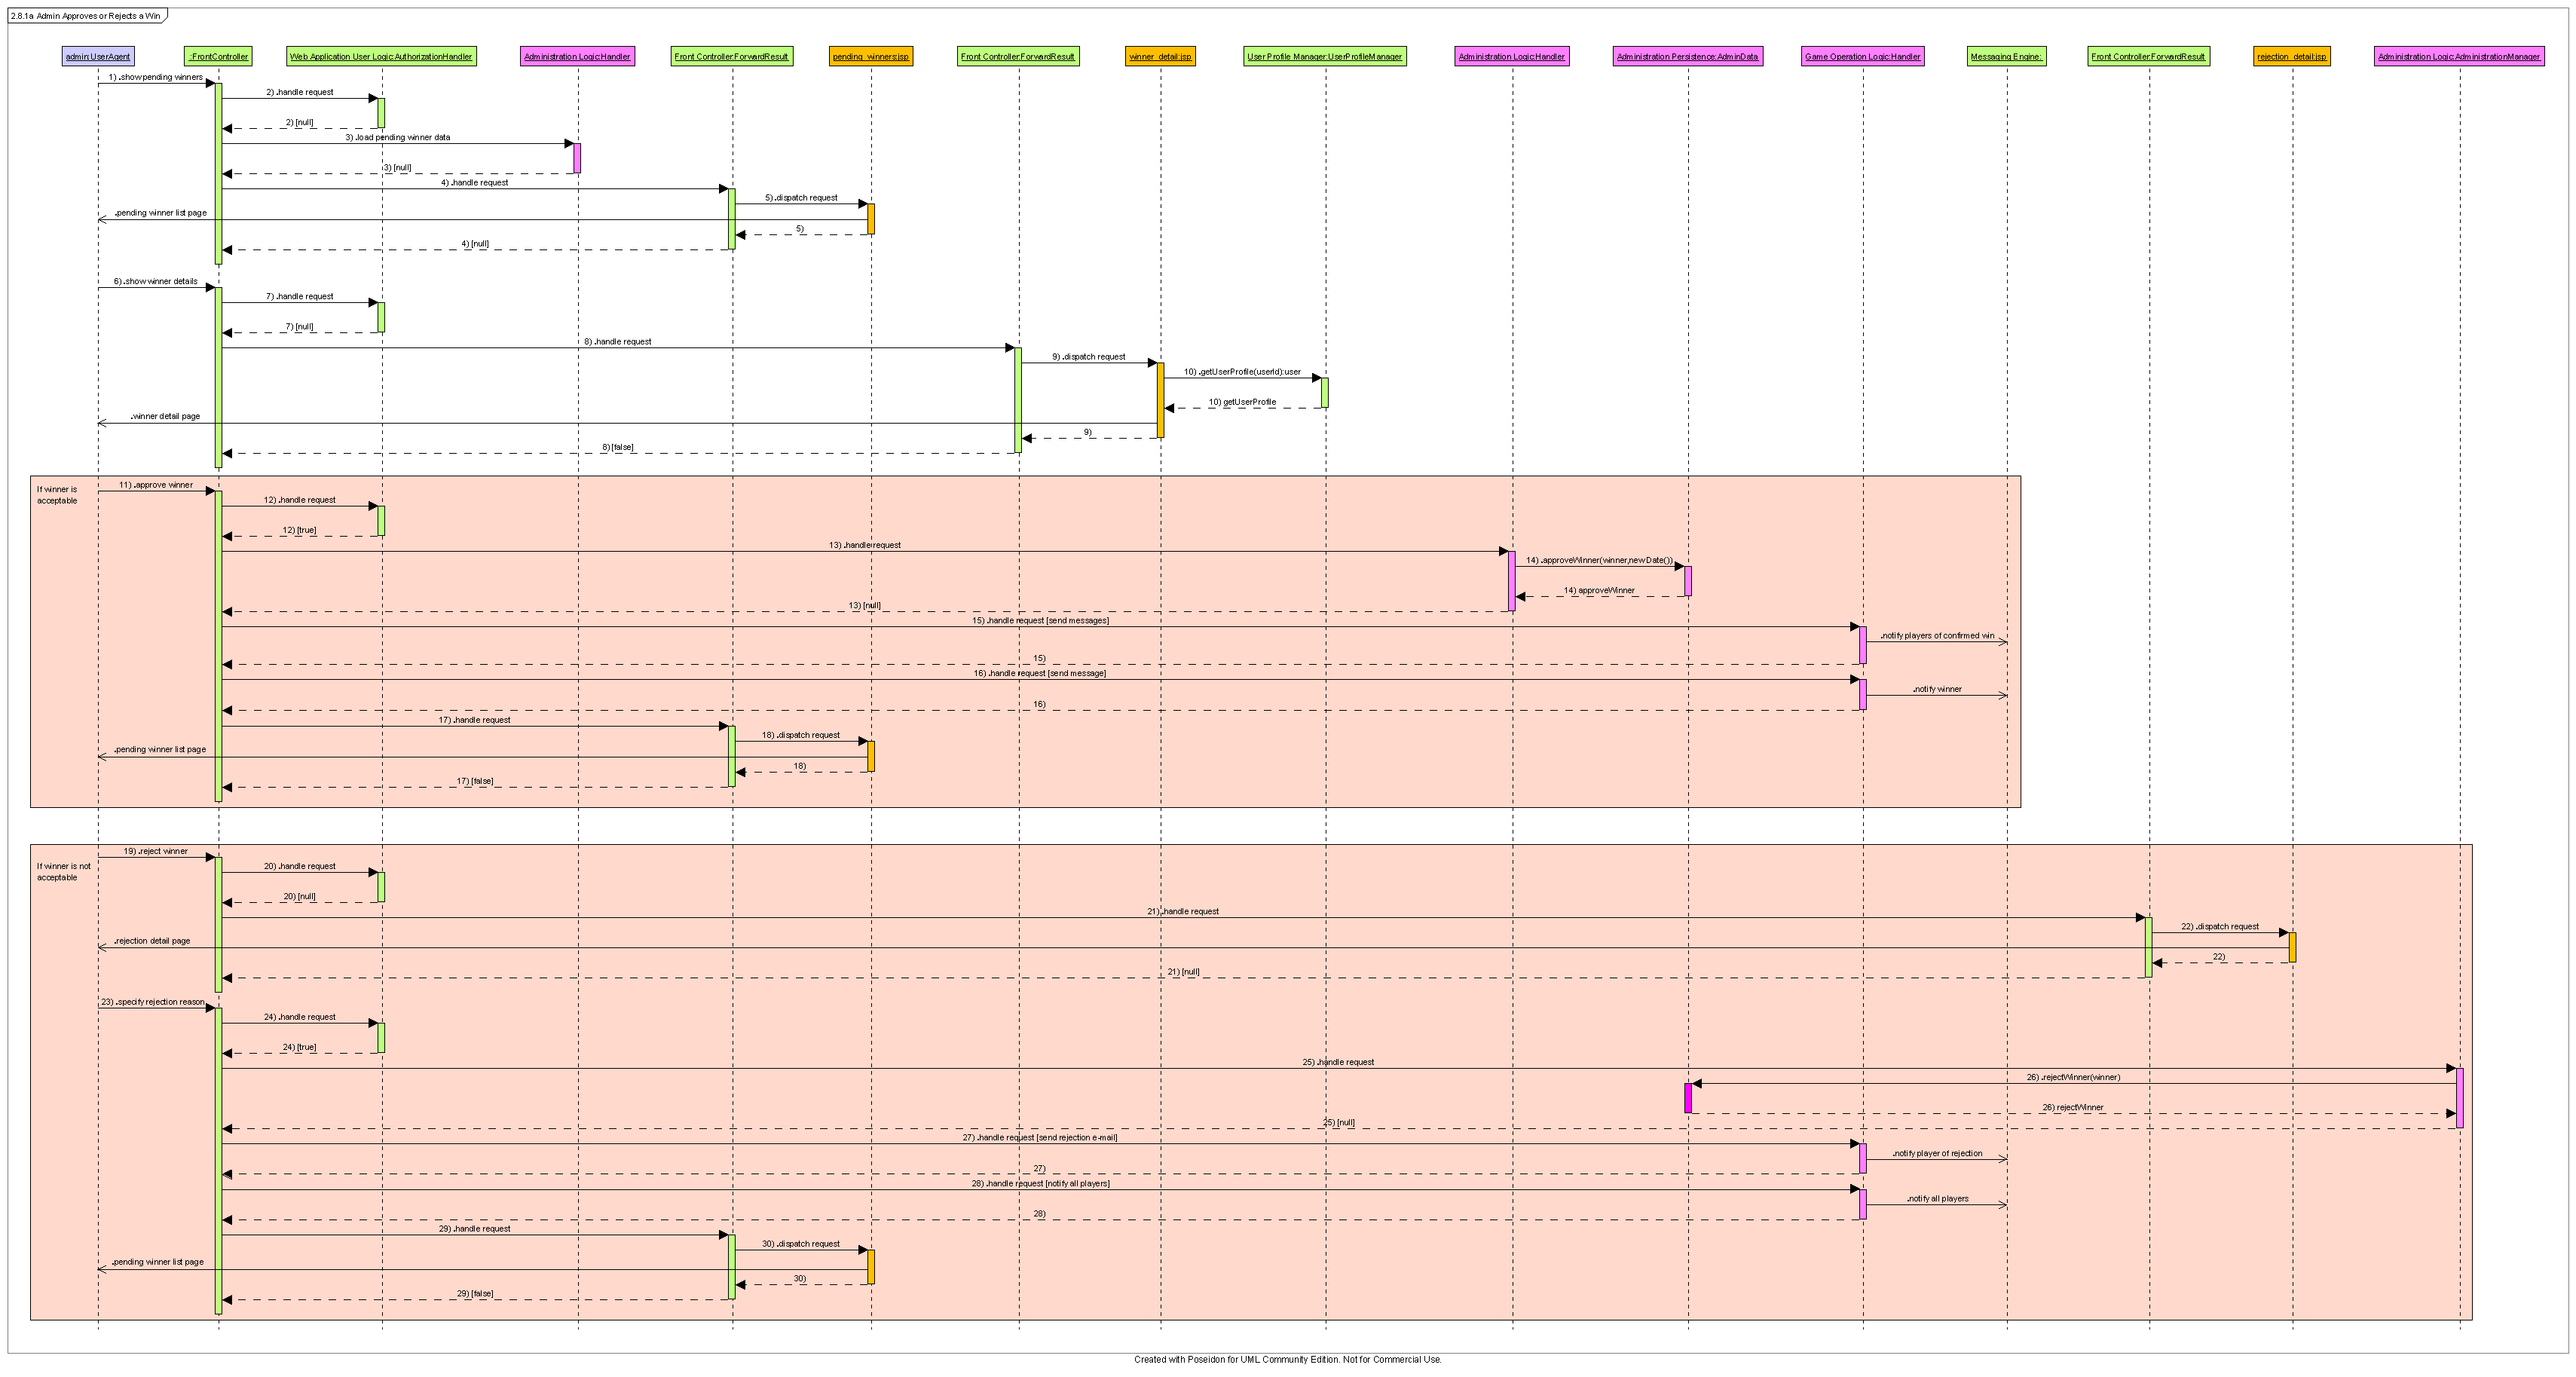 2.8.1a Admin Approves or Rejects a Win
admin:UserAgent
:.FrontController
Web Application User Logic:AuthorizationHandler
Administration Logic:Handler
Front Controller:ForwardResult
pending_winners:jsp
Front Controller:ForwardResult
winner_detail:jsp
User Profile Manager:UserProfileManager
Administration Logic:Handler
Administration Persistence:AdminData
Game Operation Logic:Handler
Messaging Engine:
Front Controller:ForwardResult
rejection_detail:jsp
Administration Logic:AdministrationManager
1) .show pending winners
2) .handle request
2) [null]
3) .load pending winner data
3) [null]
4) .handle request
5) .dispatch request
.pending winner list page
5)
4) [null]
6) .show winner details
7) .handle request
7) [null]
8) .handle request
9) .dispatch request
10) .getUserProfile(userId):user
10) getUserProfile
.winner detail page
9)
8) [false]
If winner is
acceptable
11) .approve winner
12) .handle request
12) [true]
13) .handle request
14) .approveWinner(winner,new Date())
14) approveWinner
13) [null]
15) .handle request [send messages]
.notify players of confirmed win
15)
16) .handle request [send message]
.notify winner
16)
17) .handle request
18) .dispatch request
.pending winner list page
18)
17) [false]
If winner is not
acceptable
19) .reject winner
20) .handle request
20) [null]
21) .handle request
22) .dispatch request
.rejection detail page
22)
21) [null]
23) .specify rejection reason
24) .handle request
24) [true]
25) .handle request
26) .rejectWinner(winner)
26) rejectWinner
25) [null]
27) .handle request [send rejection e-mail]
.notify player of rejection
27)
28) .handle request [notify all players]
.notify all players
28)
29) .handle request
30) .dispatch request
.pending winner list page
30)
29) [false]
Created with Poseidon for UML Community Edition. Not for Commercial Use.